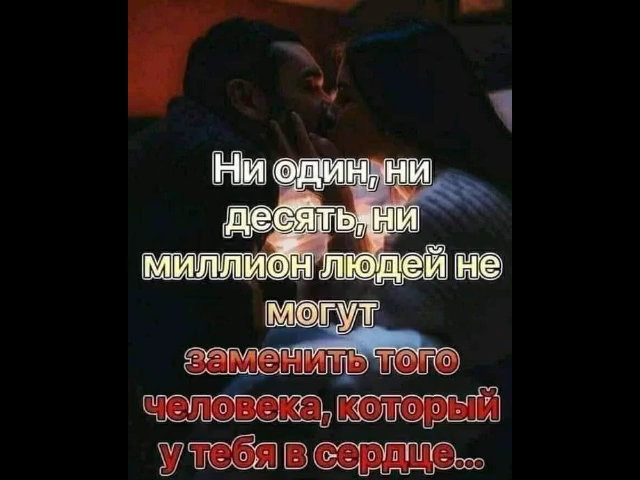 Ни один, ни
десять, ни
миллион людей не
могут
заменить того
человека, который
у тебя в сердце...